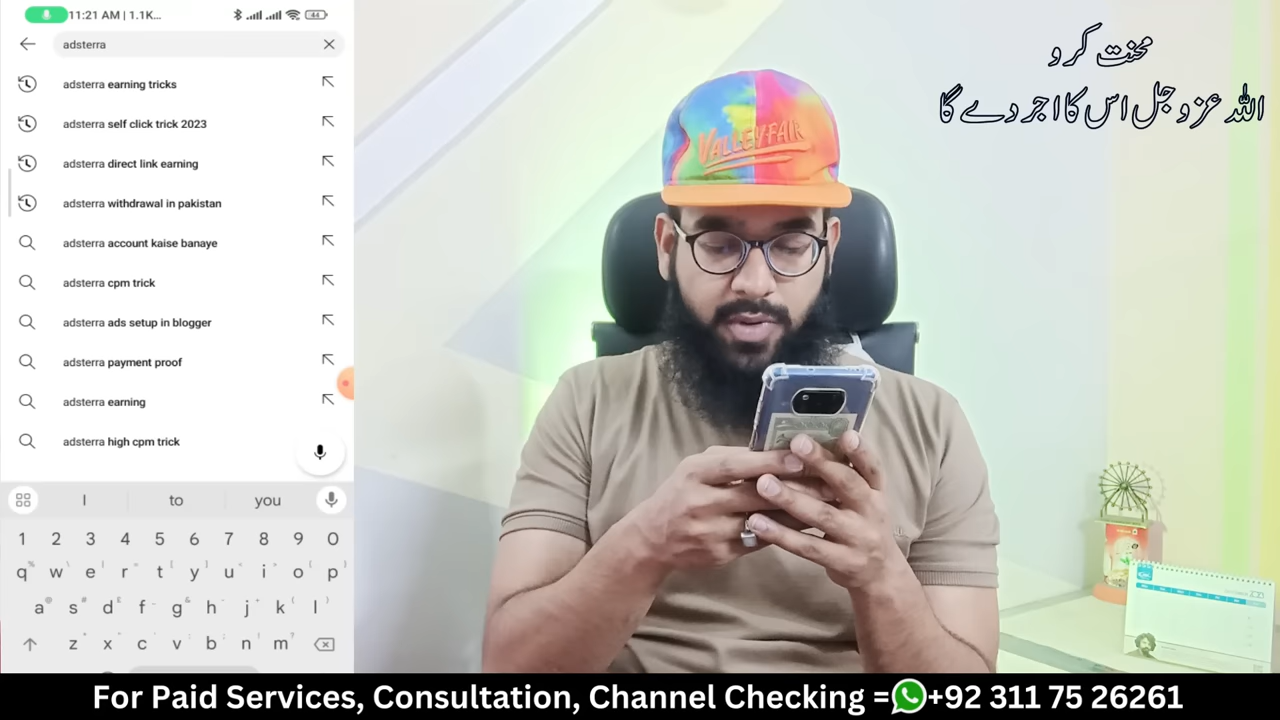 11:21 AM | 1.1K...
44
adsterra
adsterra earning tricks
adsterra self click trick 2023
adsterra direct link earning
adsterra withdrawal in pakistan
adsterra account kaise banaye
adsterra cpm trick
adsterra ads setup in blogger
adsterra payment proof
adsterra earning
adsterra high cpm trick
I to you
1 2 3 4 5 6 7 8 9 0
q w e r t y u i o p
a s d f g h j k l
z x c v b n m
محنت کرو
اللہ عزوجل اس کا اجر دے گا
VALLEYFAIR
For Paid Services, Consultation, Channel Checking = +92 311 75 26261